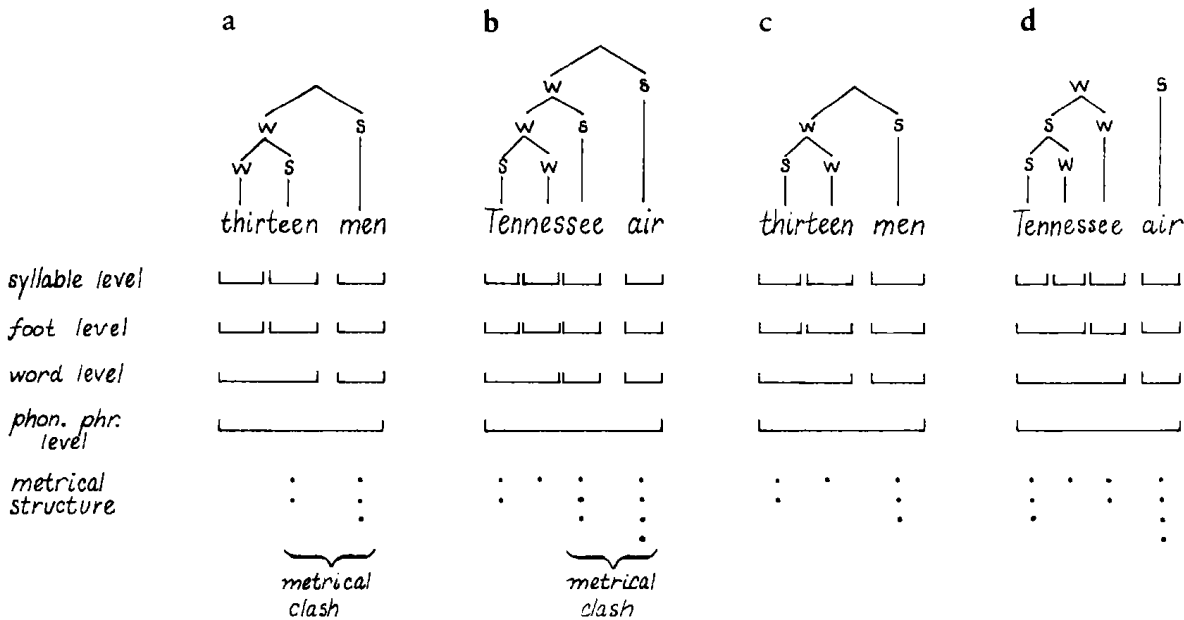 a b c d
w s
w s w s w s
w s s w s w s w
s w s w
thirteen men Tennessee air thirteen men Tennessee air
syllable level
foot level
word level
phon. phr.
level
metrical
structure
metrical metrical
clash clash